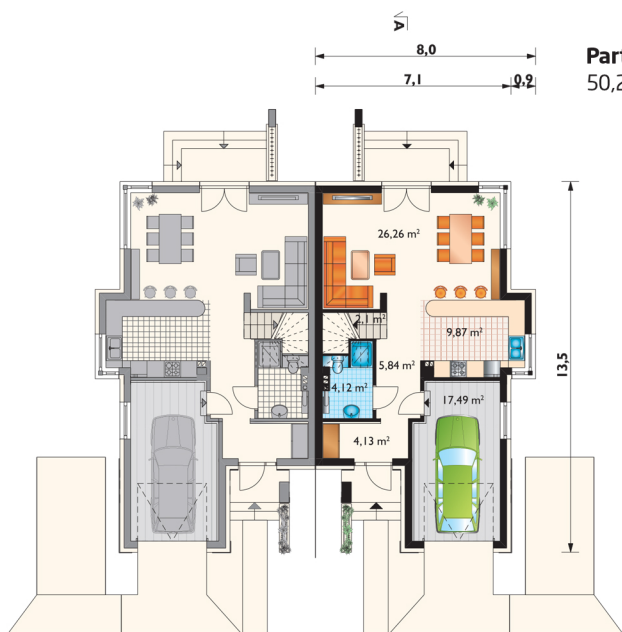 A
8,0
7,1 0,9
Part
50,2
26,26 m²
2,1 m²
9,87 m²
5,84
4,12 m²
17,49 m²
4,13 m²
13,5